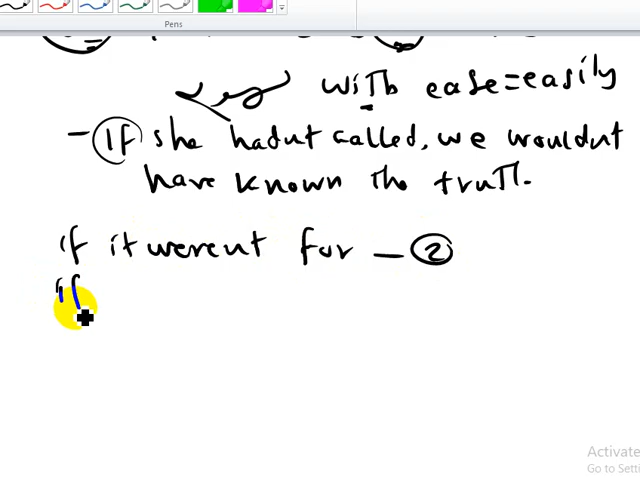 Pens
with ease=easily
- If she hadnt called, we wouldnt
have known the truth.
if it werent for - 2
if
Activate
Go to Setti